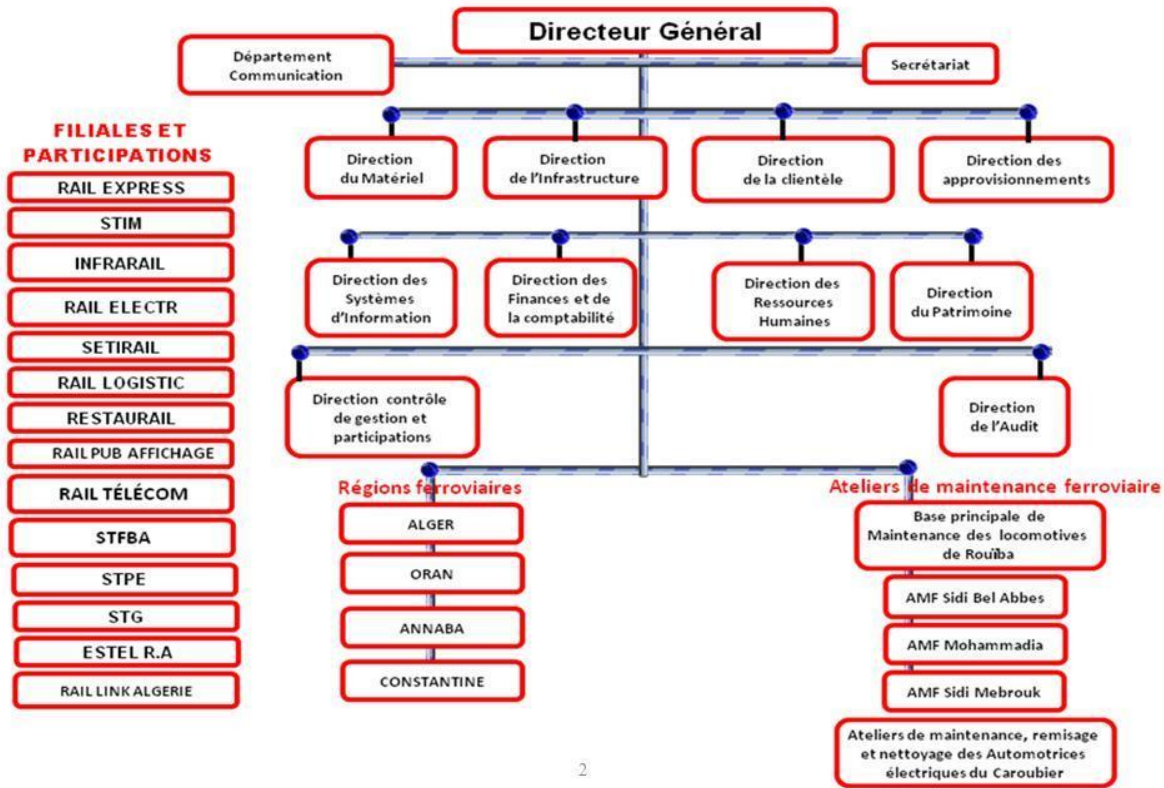 Directeur Général
Département
Communication
Secrétariat
FILIALES ET
PARTICIPATIONS
RAIL EXPRESS
STIM
INFRARAIL
RAIL ELECTR
SETIRAIL
RAIL LOGISTIC
RESTAURAIL
RAIL PUB AFFICHAGE
RAIL TÉLÉCOM
STFBA
STPE
STG
ESTEL R.A
RAIL LINK ALGERIE
Direction
du Matériel
Direction
de l'Infrastructure
Direction
de la clientèle
Direction des
approvisionnements
Direction des
Systèmes
d'Information
Direction des
Finances et de
la comptabilité
Direction des
Ressources
Humaines
Direction
du Patrimoine
Direction contrôle
de gestion et
participations
Direction
de l'Audit
Régions ferroviaires
ALGER
ORAN
ANNABA
CONSTANTINE
Ateliers de maintenance ferroviaire
Base principale de
Maintenance des locomotives
de Rouïba
AMF Sidi Bel Abbes
AMF Mohammadia
AMF Sidi Mebrouk
Ateliers de maintenance, remisage
et nettoyage des Automotrices
électriques du Caroubier
2